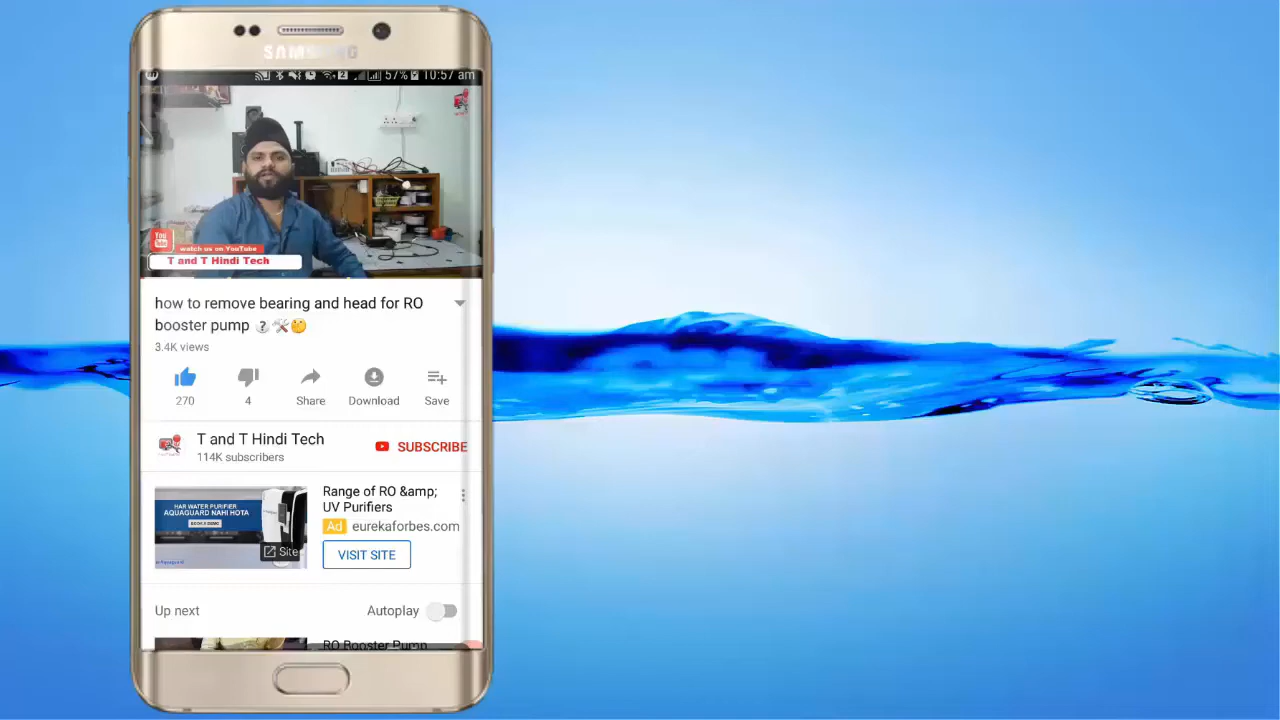 SAMSUNG
57% 10:57 am
You
Tube
watch us on YouTube
T and T Hindi Tech
how to remove bearing and head for RO
booster pump
3.4K views
270
4
Share
Download
Save
T and T Hindi Tech
114K subscribers
SUBSCRIBE
HAR WATER PURIFIER
AQUAGUARD NAHI HOTA
Site
Range of RO &amp;
UV Purifiers
Ad eurekaforbes.com
VISIT SITE
Up next
Autoplay
RO Booster Pump